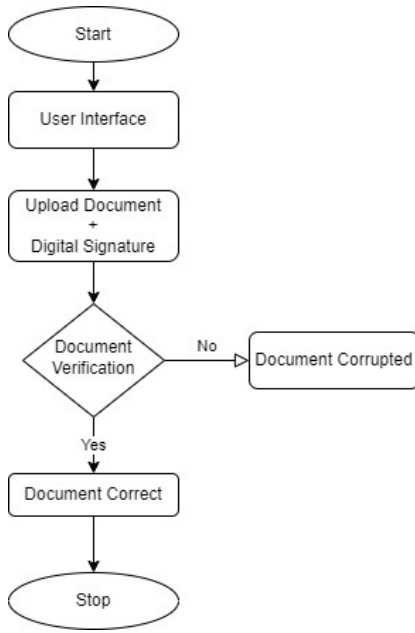 Start
User Interface
Upload Document
+
Digital Signature
Document
Verification
No
Document Corrupted
Yes
Document Correct
Stop